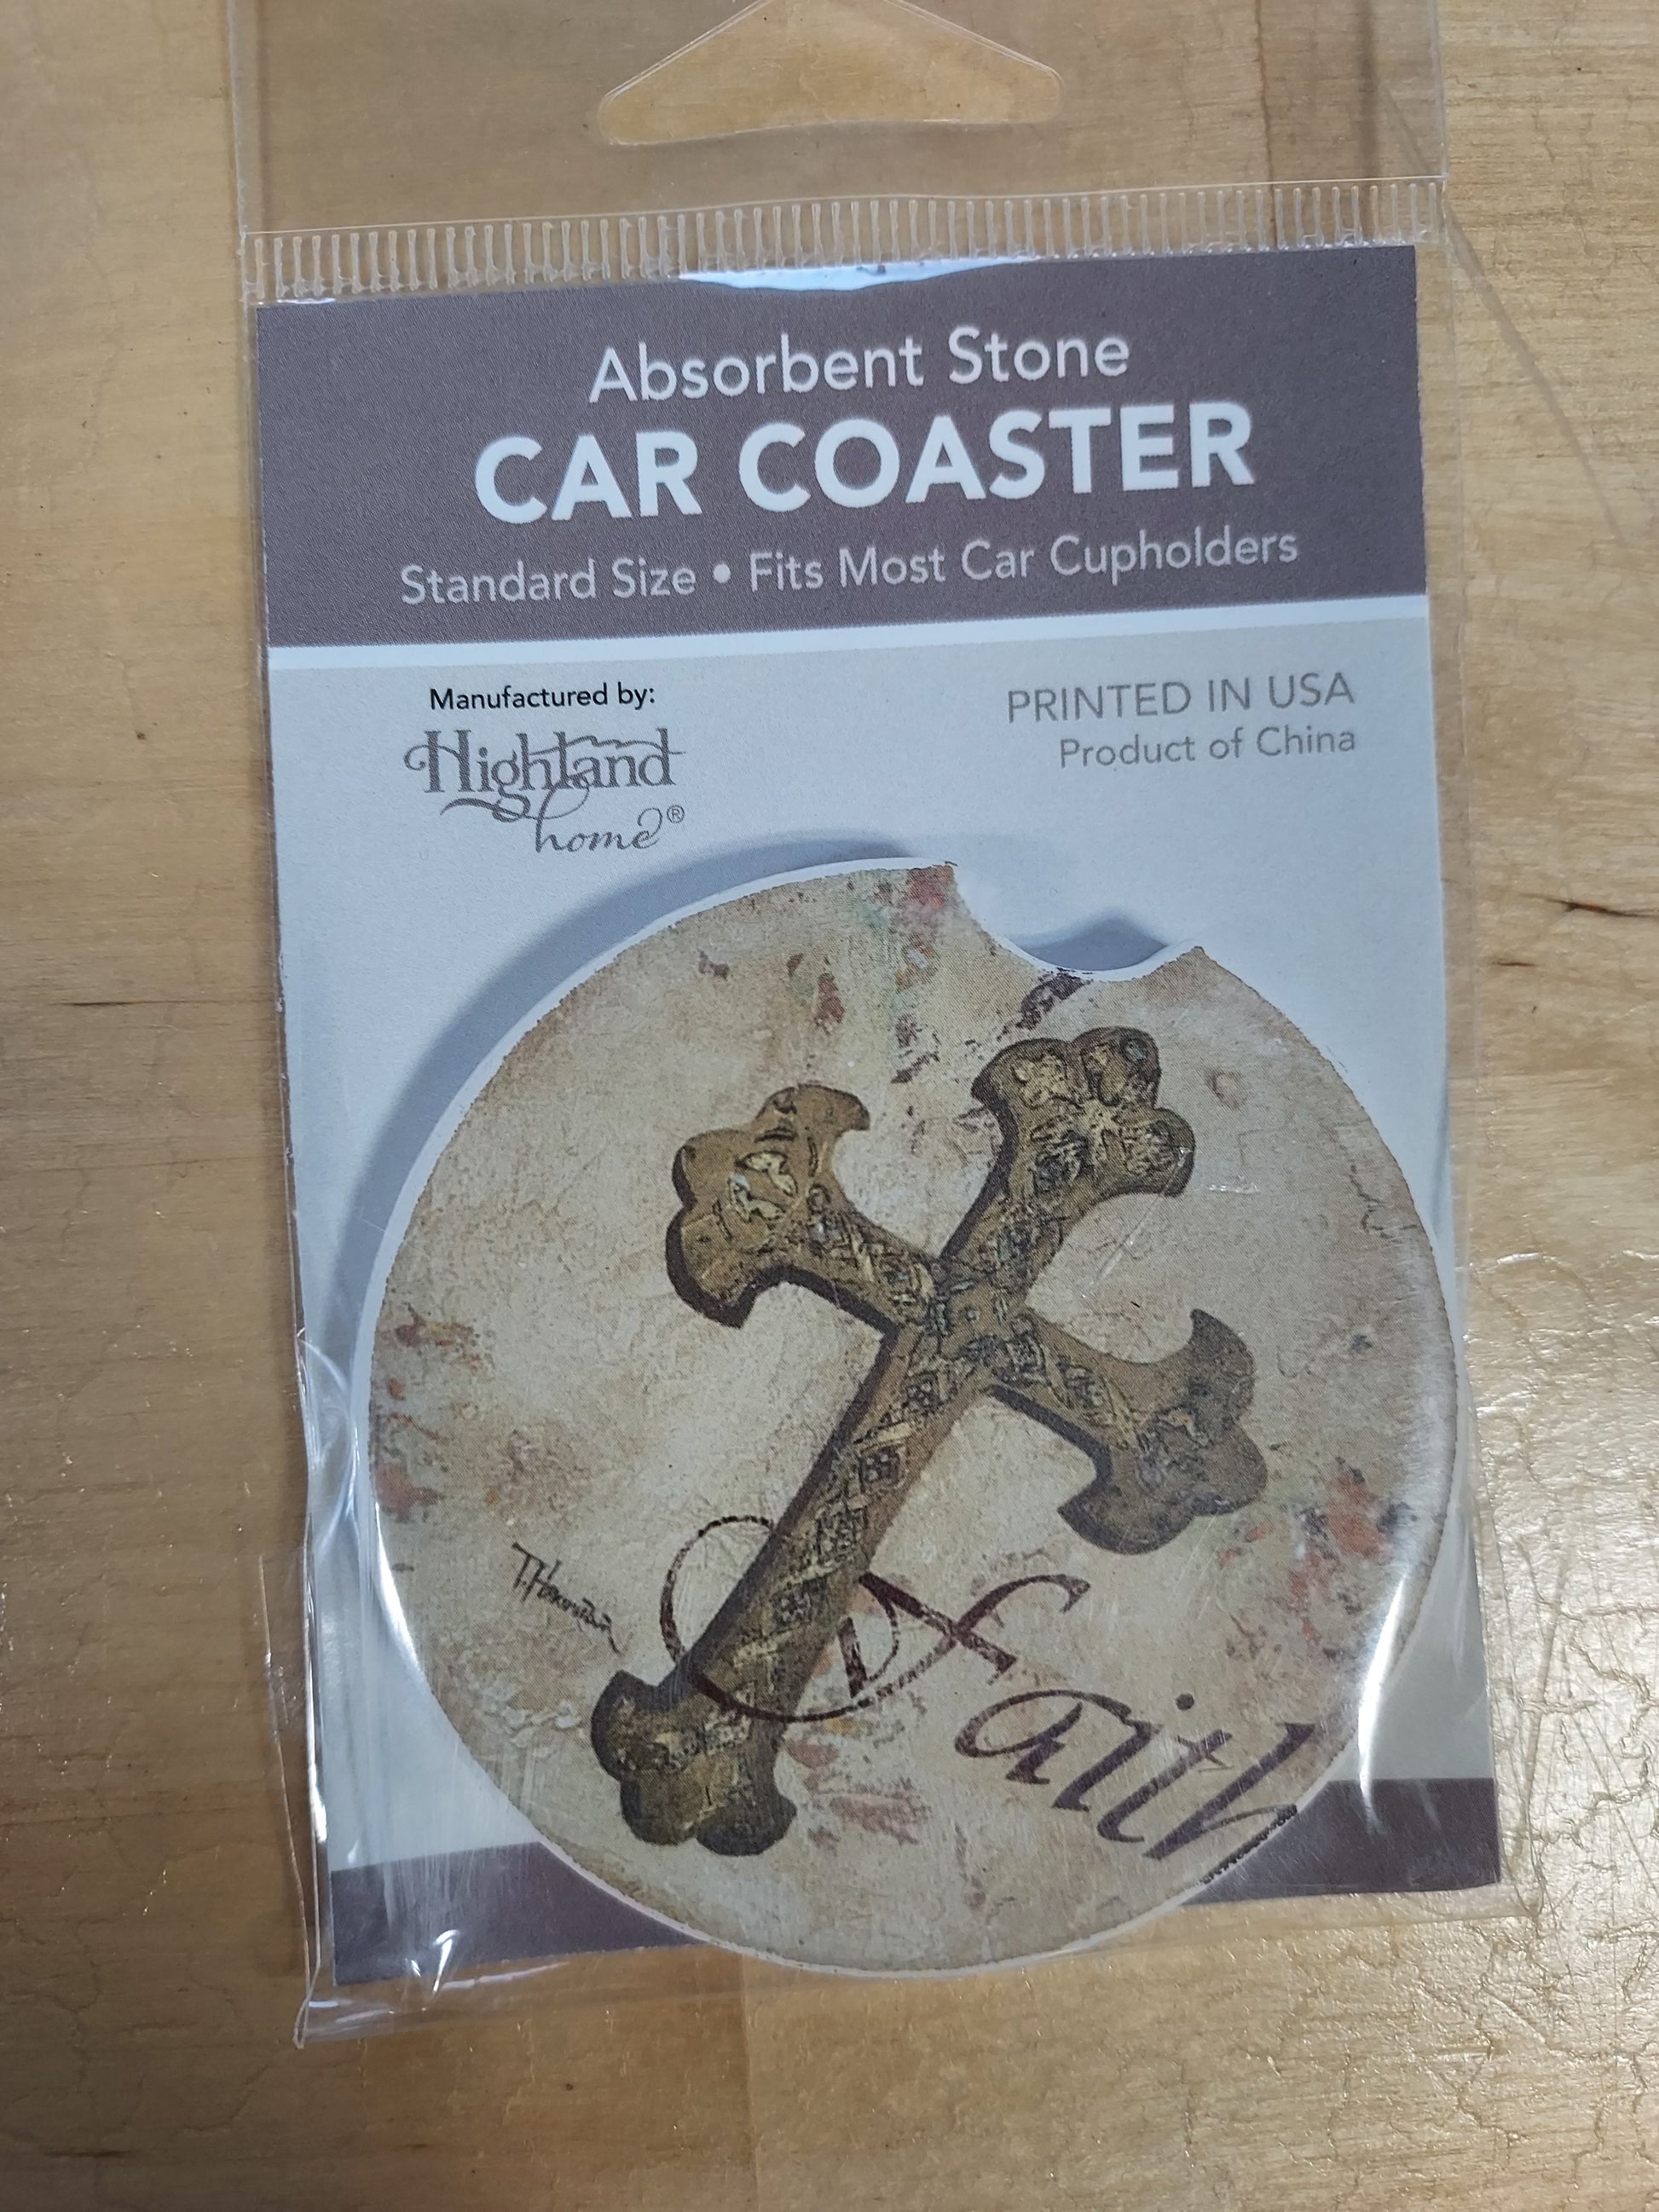 Absorbent Stone
CAR COASTER
Standard Size • Fits Most Car Cupholders
Manufactured by:
Highland
home®
PRINTED IN USA
Product of China
Faith